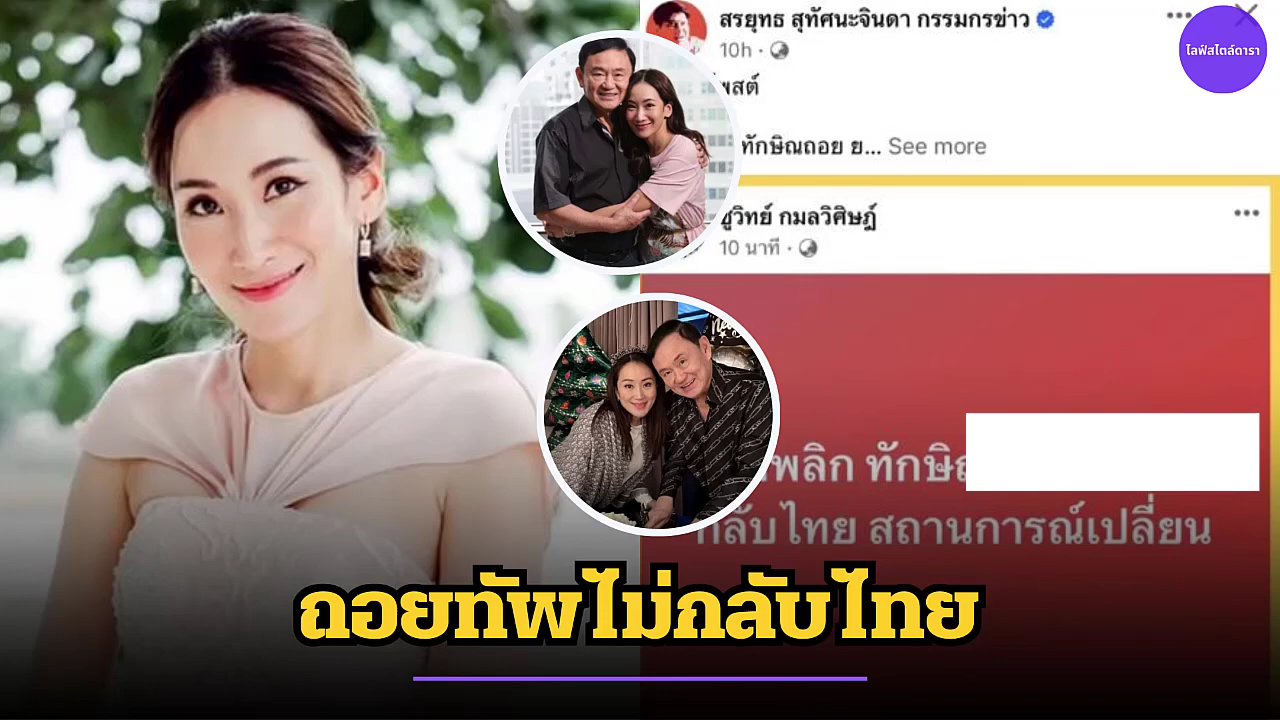 สรยุทธ สุทัศนะจินดา กรรมกรข่าว
ไลฟ์สไตล์ดารา
10h
ทักษิณถอย ย... See more
ชูวิทย์ กมลวิศิษฎ์
10 นาที
พลิก
กลับไทย สถานการณ์เปลี่ยน
ถอยทัพไม่กลับไทย